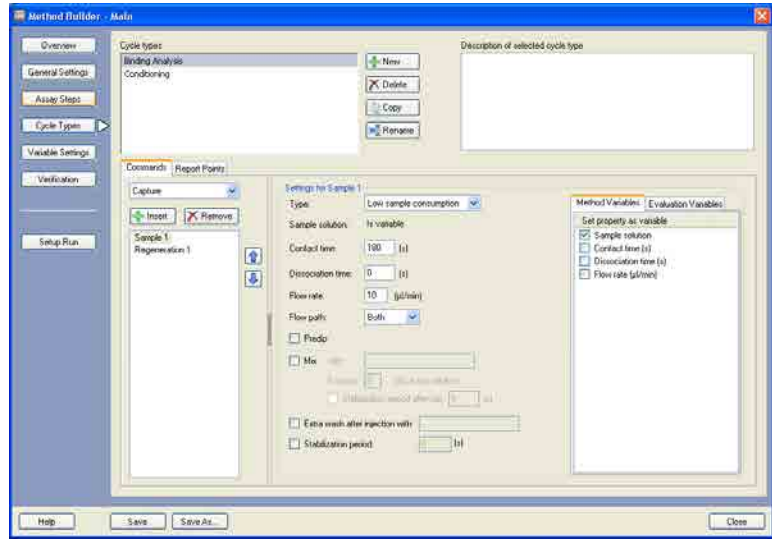 Method Builder - Main
Overview
General Settings
Assay Steps
Cycle Types
Variable Settings
Verification
Setup Run
Cycle types:
Binding Analysis
Conditioning
New
Delete
Copy
Rename
Description of selected cycle type
Commands
Report Points
Capture
Insert
Remove
Sample 1
Regeneration 1
Settings for Sample 1
Type:
Low sample consumption
Sample solution:
Is variable
Contact time:
180
(s)
Dissociation time:
0
(s)
Flow rate:
10
(µl/min)
Flow path:
Both
Predip
Mix
Extra wash after injection with:
Stabilization period:
(s)
Method Variables
Evaluation Variables
Set property as variable
Sample solution
Contact time (s)
Dissociation time (s)
Flow rate (µl/min)
Help
Save
Save As...
Close